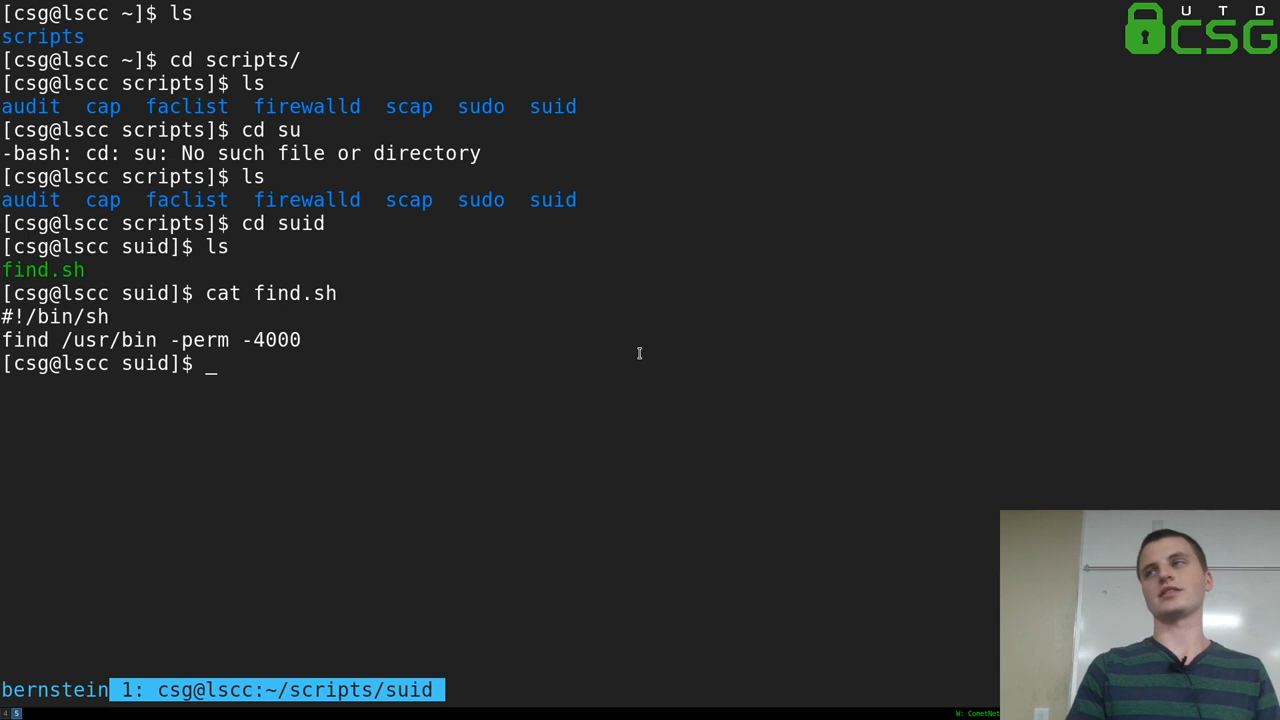 [csg@lscc ~]$ ls
scripts
[csg@lscc ~]$ cd scripts/
[csg@lscc scripts]$ ls
audit cap faclist firewalld scap sudo suid
[csg@lscc scripts]$ cd su
-bash: cd: su: No such file or directory
[csg@lscc scripts]$ ls
audit cap faclist firewalld scap sudo suid
[csg@lscc scripts]$ cd suid
[csg@lscc suid]$ ls
find.sh
[csg@lscc suid]$ cat find.sh
#!/bin/sh
find /usr/bin -perm -4000
[csg@lscc suid]$ _
UTD
CSG
bernstein 1: csg@lscc:~/scripts/suid
4 5
W: CometNet